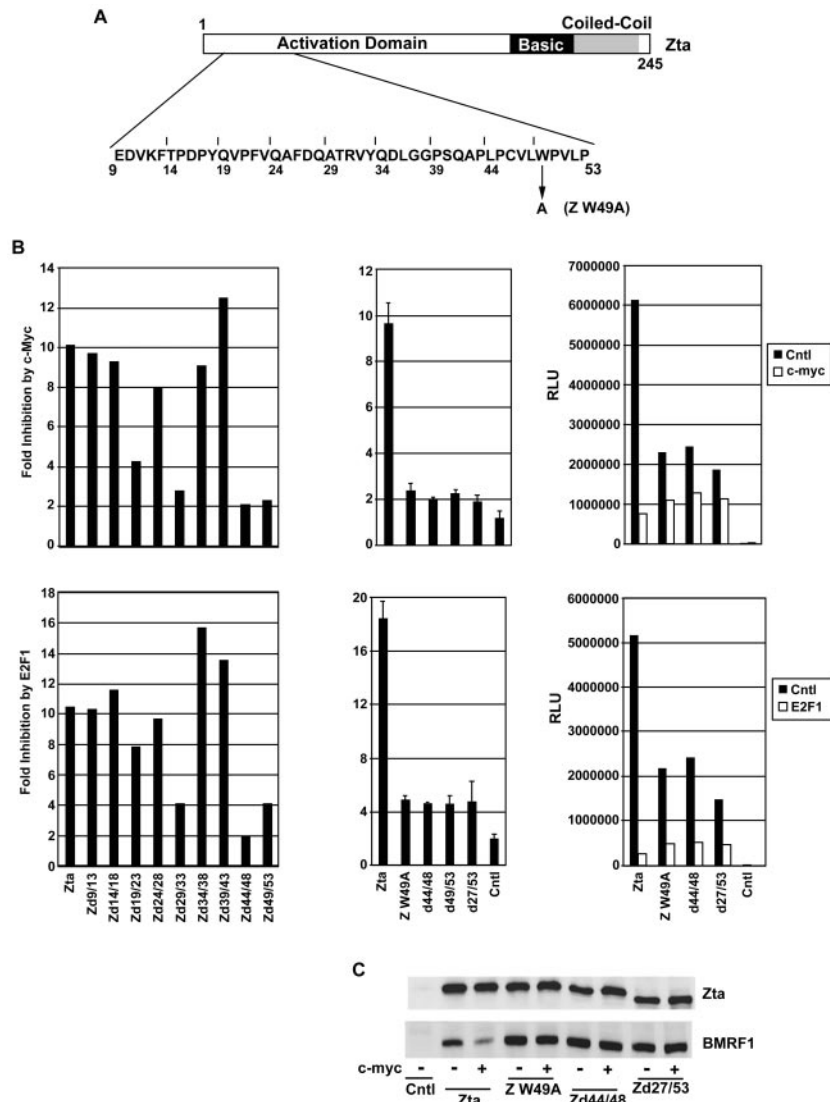 A
1
Coiled-Coil
Activation Domain
Basic
Zta
245
EDVKFTPDPYQVPFVQAFDQATRVYQDLGGPSQAPLPCVLWPVLP
9 14 19 24 29 34 39 44 53
A (Z W49A)
B
14
12
10
8
6
4
2
0
Fold Inhibition by c-Myc
12
10
8
6
4
2
0
7000000
6000000
5000000
4000000
3000000
2000000
1000000
0
RLU
Cntl
c-myc
18
16
14
12
10
8
6
4
2
0
Fold Inhibition by E2F1
Zta
Zd9/13
Zd14/18
Zd19/23
Zd24/28
Zd29/33
Zd34/38
Zd39/43
Zd44/48
Zd49/53
20
16
12
8
4
0
Zta
Z W49A
d44/48
d49/53
d27/53
Cntl
6000000
5000000
4000000
3000000
2000000
1000000
0
RLU
Zta
Z W49A
d44/48
d27/53
Cntl
Cntl
E2F1
C
Zta
BMRF1
c-myc - - + - + - + - +
Cntl Zta Z W49A Zd44/48 Zd27/53